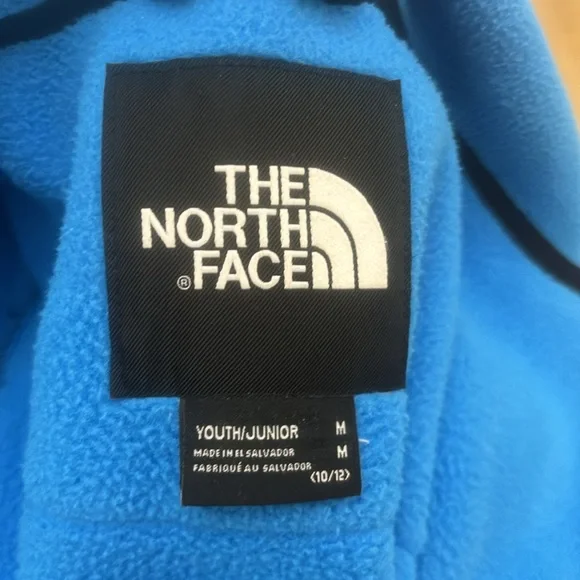 THE
NORTH
® FACE
YOUTH/JUNIOR M
MADE IN EL SALVADOR M
FABRIQUÉ AU SALVADOR (10/12)